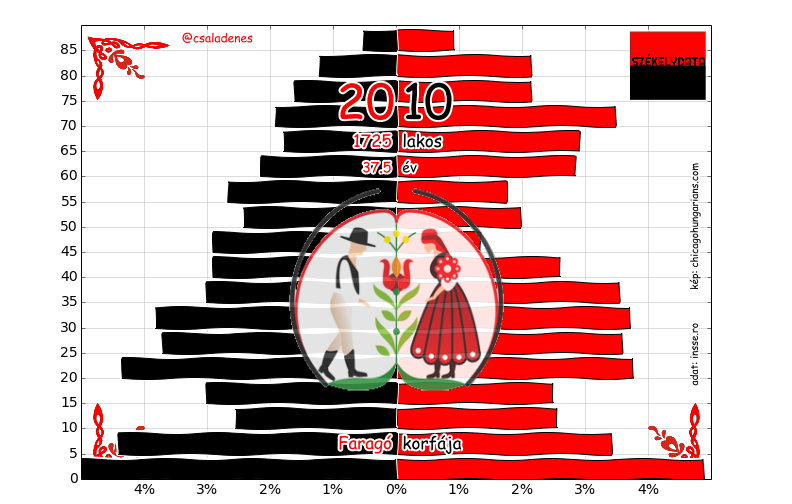 @csaladenes
SZÉKELYDATA
2010
1725 lakos
37.5 év
kép: chicagohungarians.com
adat: insse.ro
Faragó korfája
85
80
75
70
65
60
55
50
45
40
35
30
25
20
15
10
5
0
4% 3% 2% 1% 0% 1% 2% 3% 4%